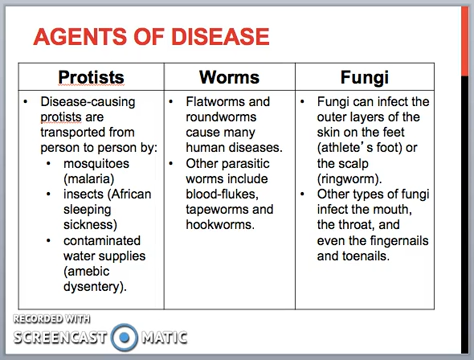 AGENTS OF DISEASE
Protists
Disease-causing
protists are
transported from
person to person by:
mosquitoes
(malaria)
insects (African
sleeping
sickness)
contaminated
water supplies
(amebic
dysentery).
Worms
Flatworms and
roundworms
cause many
human diseases.
Other parasitic
worms include
blood-flukes,
tapeworms and
hookworms.
Fungi
Fungi can infect the
outer layers of the
skin on the feet
(athlete’s foot) or
the scalp
(ringworm).
Other types of fungi
infect the mouth,
the throat, and
even the fingernails
and toenails.
RECORDED WITH
SCREENCAST MATIC